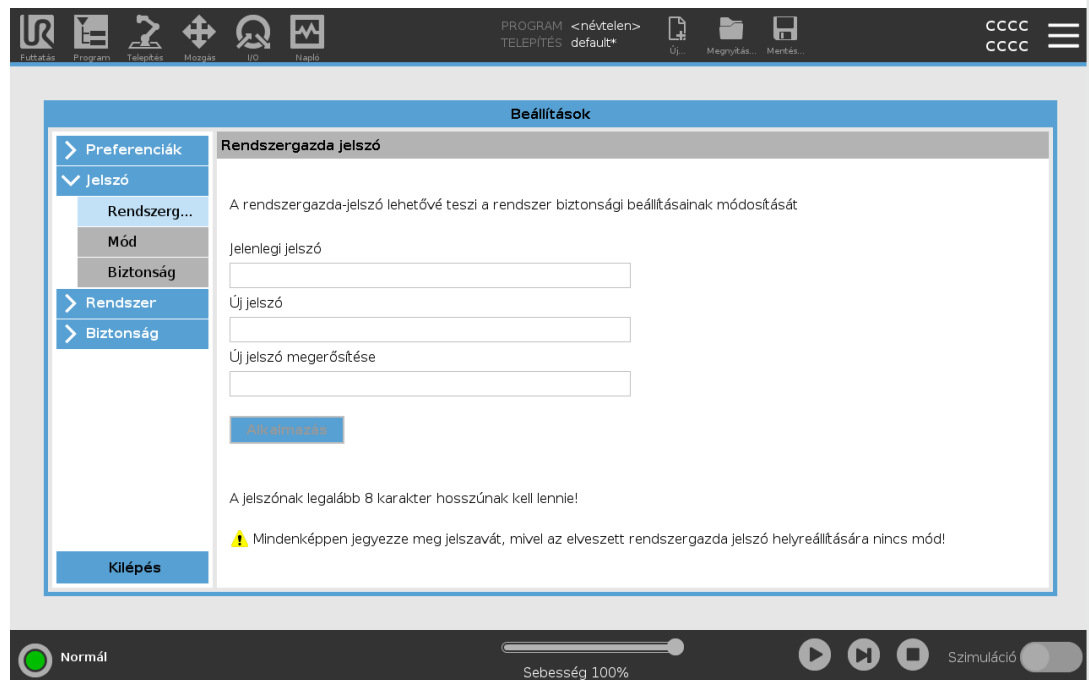 UR
PROGRAM <névtelen>
TELEPÍTÉS default*
cccc
cccc
Futtatás Program Telepítés Mozgás I/O Napló
Új... Megnyitás... Mentés...
Beállítások
Preferenciák
Jelszó
Rendszerg...
Mód
Biztonság
Rendszer
Biztonság
Kilépés
Rendszergazda jelszó
A rendszergazda-jelszó lehetővé teszi a rendszer biztonsági beállításainak módosítását
Jelenlegi jelszó
Új jelszó
Új jelszó megerősítése
Alkalmazás
A jelszónak legalább 8 karakter hosszúnak kell lennie!
Mindenképpen jegyezze meg jelszavát, mivel az elveszett rendszergazda jelszó helyreállítására nincs mód!
Normál
Sebesség 100%
Szimuláció